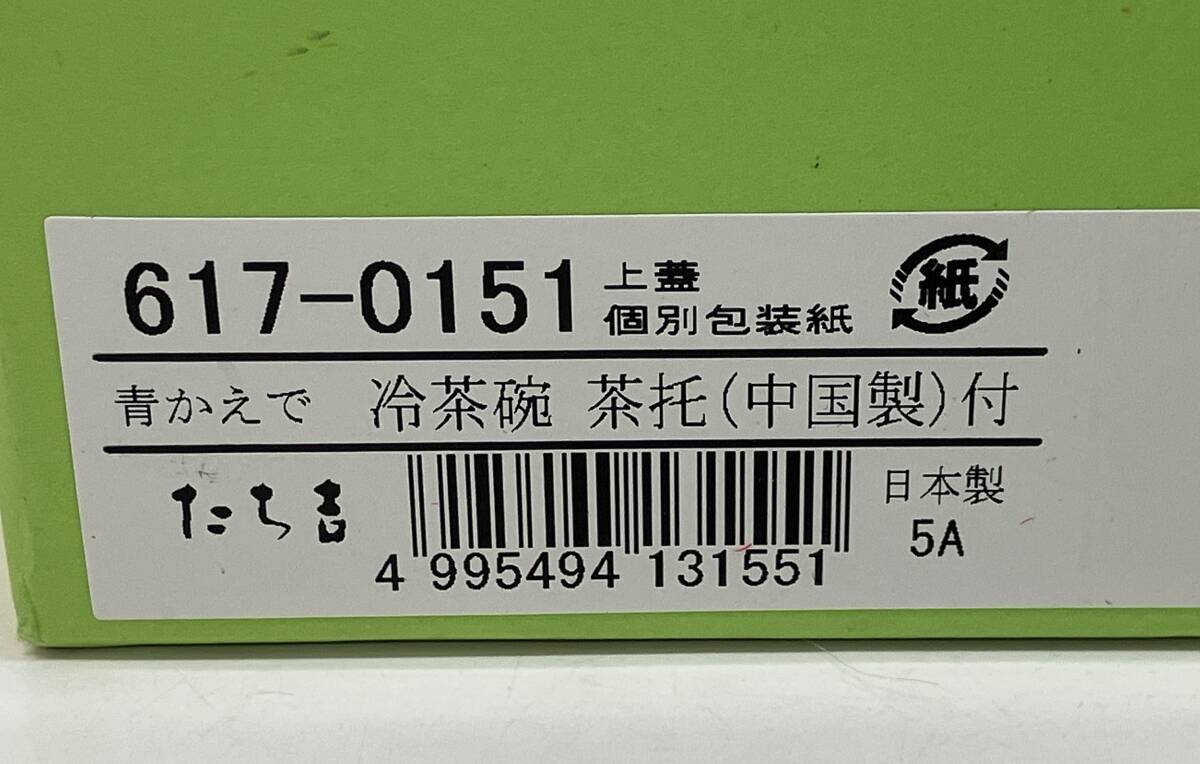 617-0151
上蓋
個別包装紙
紙
青かえで 冷茶碗 茶托(中国製)付
たち吉
4 995494 131551
日本製
5A